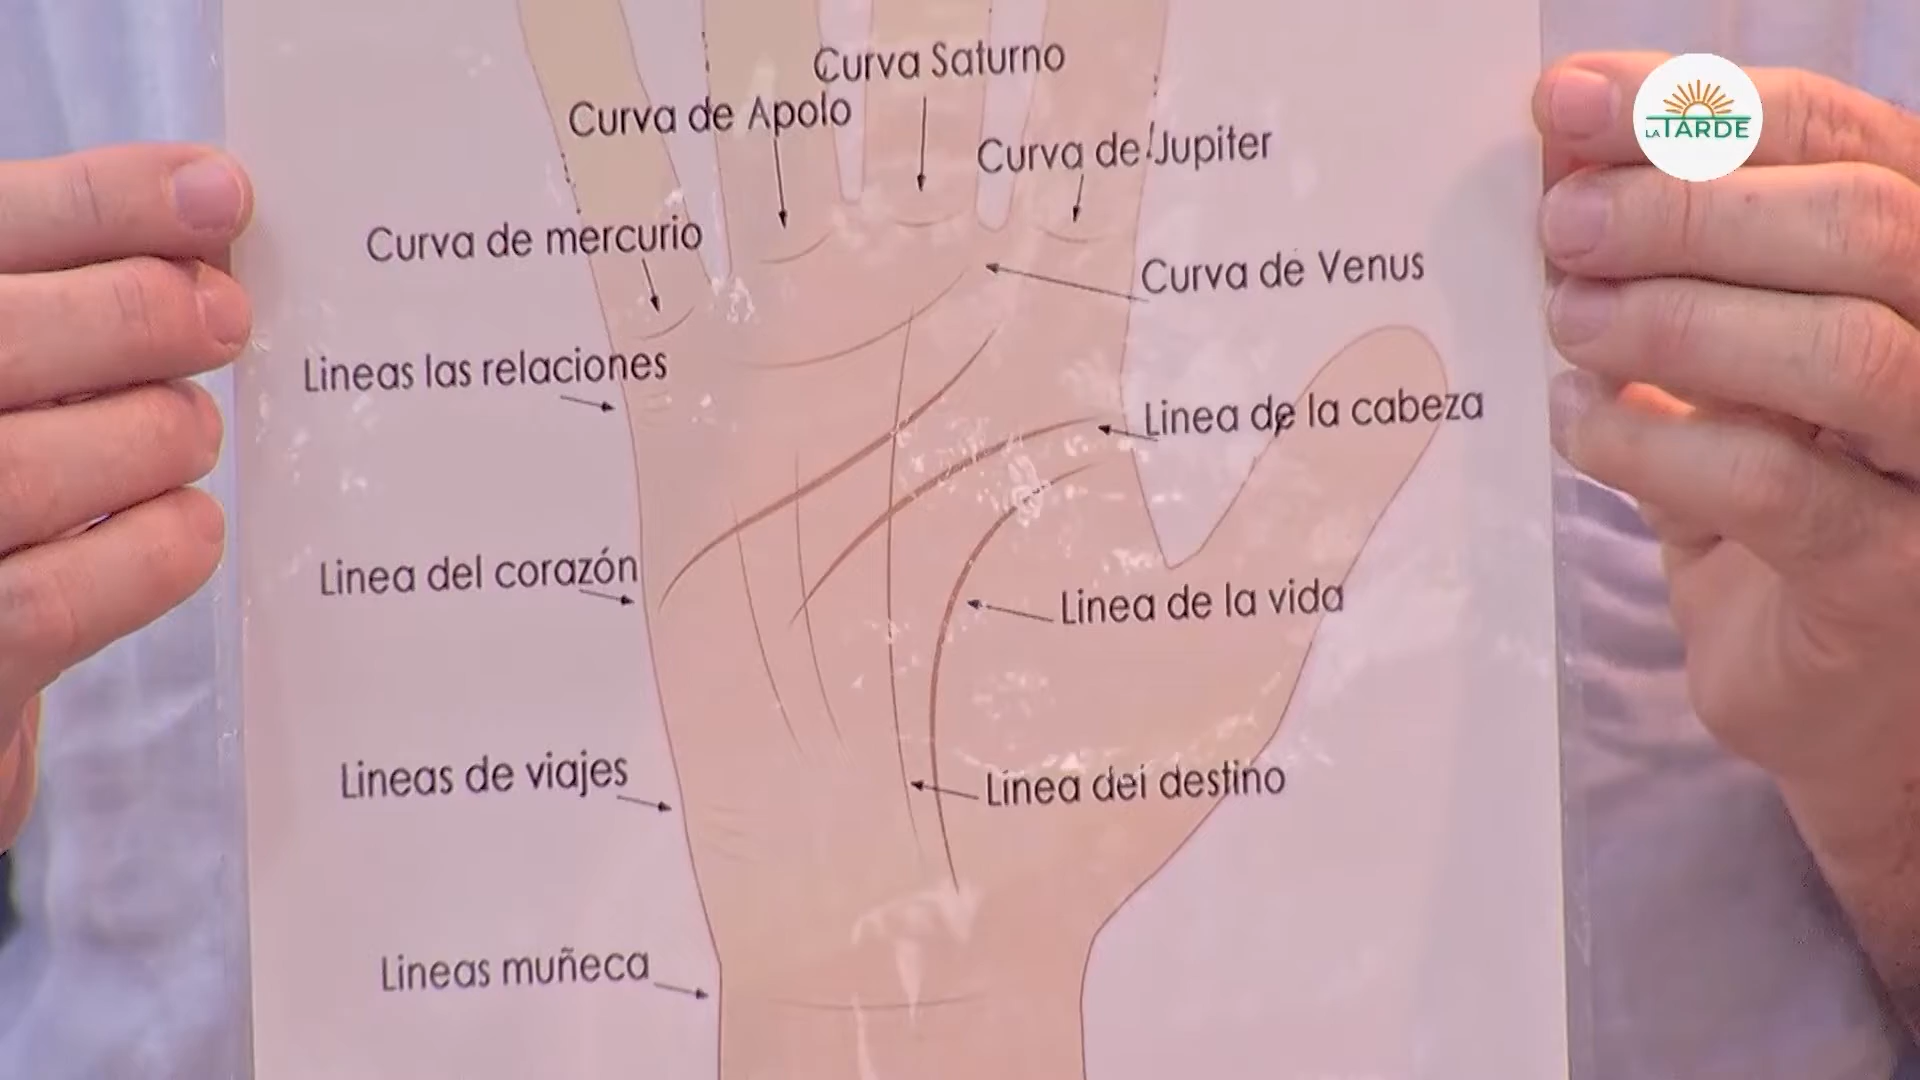 Curva Saturno
Curva de Apolo
Curva de Jupiter
Curva de mercurio
Curva de Venus
Lineas las relaciones
Linea de la cabeza
Linea del corazón
Linea de la vida
Lineas de viajes
Linea del destino
Lineas muñeca
LA TARDE